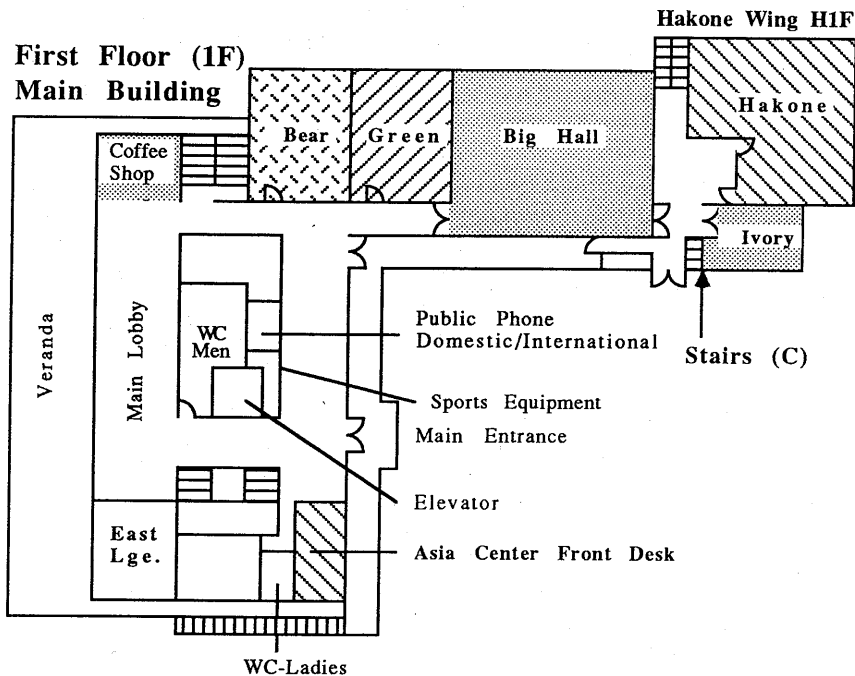 Hakone Wing H1F
First Floor (1F)
Main Building
Hakone
Bear
Green
Big Hall
Coffee
Shop
Ivory
Veranda
Main Lobby
WC
Men
Public Phone
Domestic/International
Stairs (C)
Sports Equipment
Main Entrance
Elevator
East
Lge.
Asia Center Front Desk
WC-Ladies